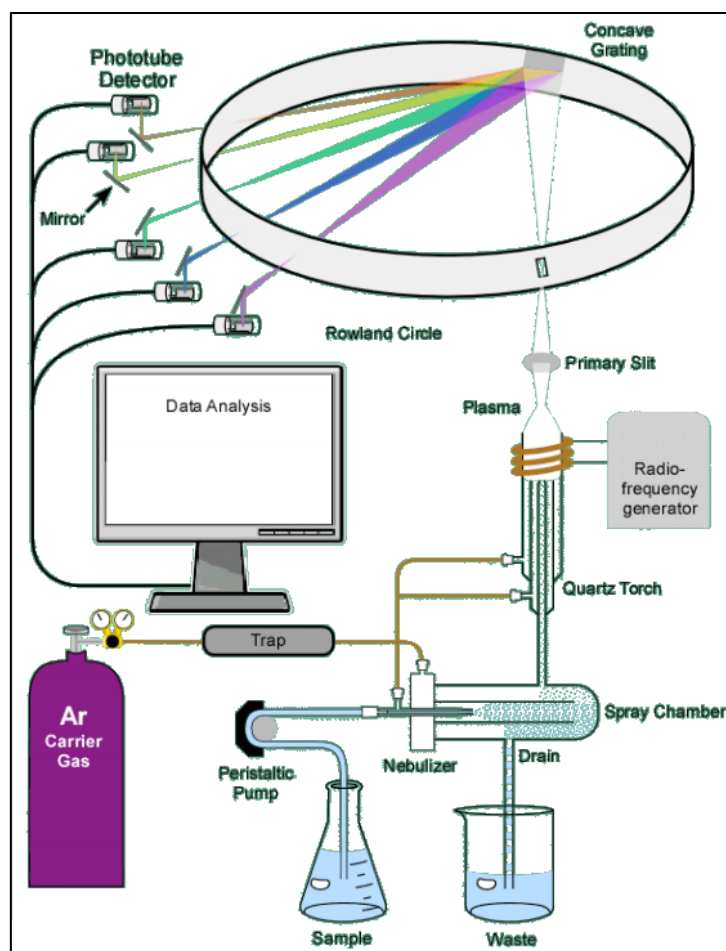 Concave
Grating
Phototube
Detector
Mirror
Rowland Circle
Primary Slit
Data Analysis
Plasma
Radio-
frequency
generator
Quartz Torch
Trap
Ar
Carrier
Gas
Spray Chamber
Nebulizer
Drain
Peristaltic
Pump
Sample
Waste